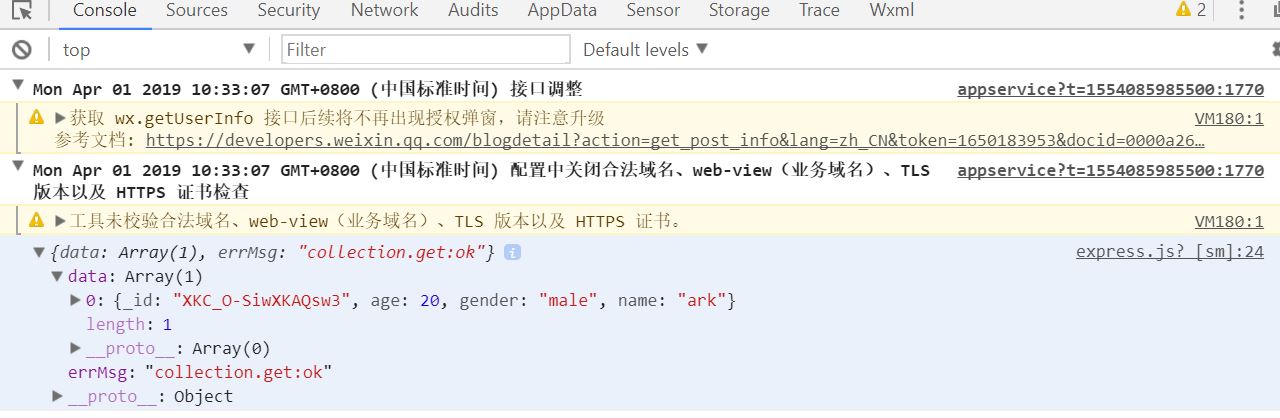 Console Sources Security Network Audits AppData Sensor Storage Trace Wxml 2
top Filter Default levels
Mon Apr 01 2019 10:33:07 GMT+0800 (中国标准时间) 接口调整 appservice?t=1554085985500:1770
获取 wx.getUserInfo 接口后续将不再出现授权弹窗，请注意升级 VM180:1
参考文档: https://developers.weixin.qq.com/blogdetail?action=get_post_info&lang=zh_CN&token=1650183953&docid=0000a26…
Mon Apr 01 2019 10:33:07 GMT+0800 (中国标准时间) 配置中关闭合法域名、web-view（业务域名）、TLS appservice?t=1554085985500:1770
版本以及 HTTPS 证书检查
工具未校验合法域名、web-view（业务域名）、TLS 版本以及 HTTPS 证书。 VM180:1
{data: Array(1), errMsg: "collection.get:ok"} express.js? [sm]:24
data: Array(1)
0: {_id: "XKC_O-SiwXKAQsw3", age: 20, gender: "male", name: "ark"}
length: 1
__proto__: Array(0)
errMsg: "collection.get:ok"
__proto__: Object